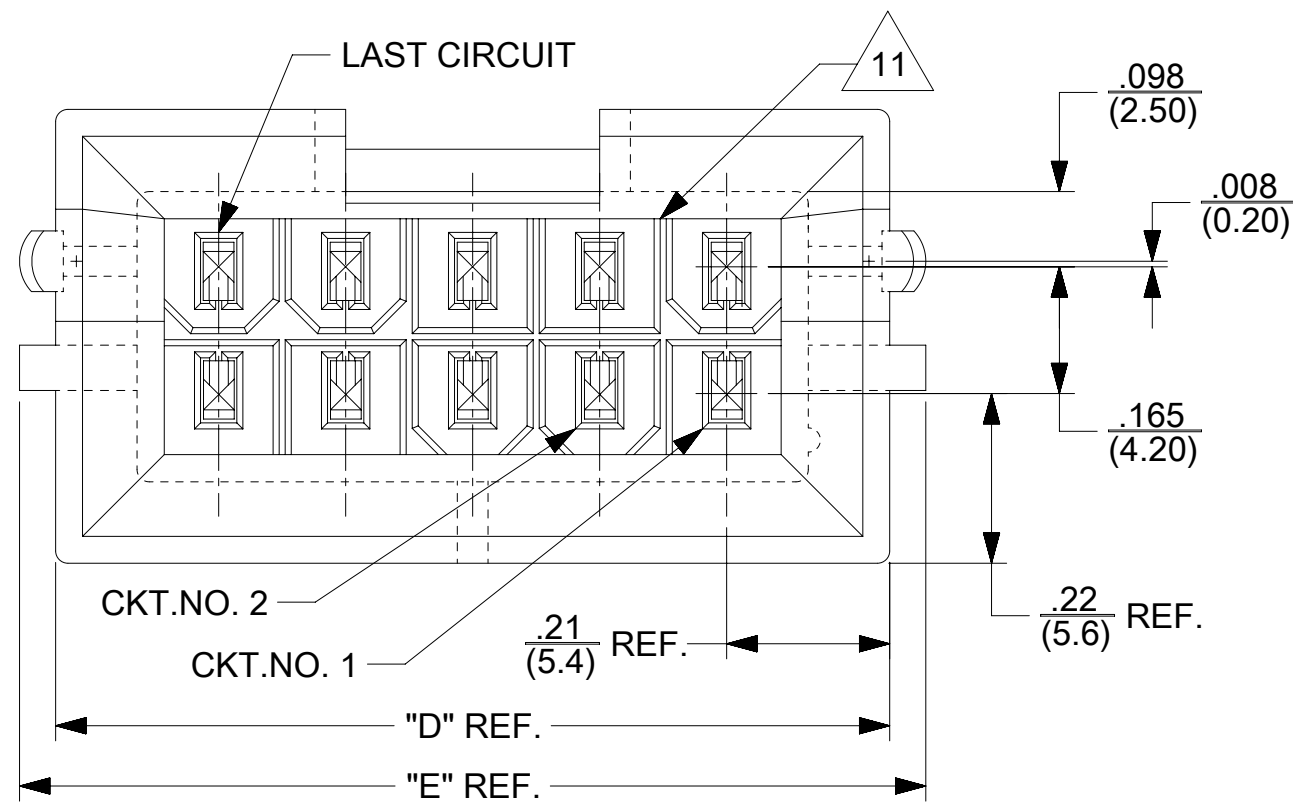 LAST CIRCUIT
11
.098
(2.50)
.008
(0.20)
.165
(4.20)
CKT.NO. 2
CKT.NO. 1
.21
(5.4) REF.
.22
(5.6) REF.
"D" REF.
"E" REF.